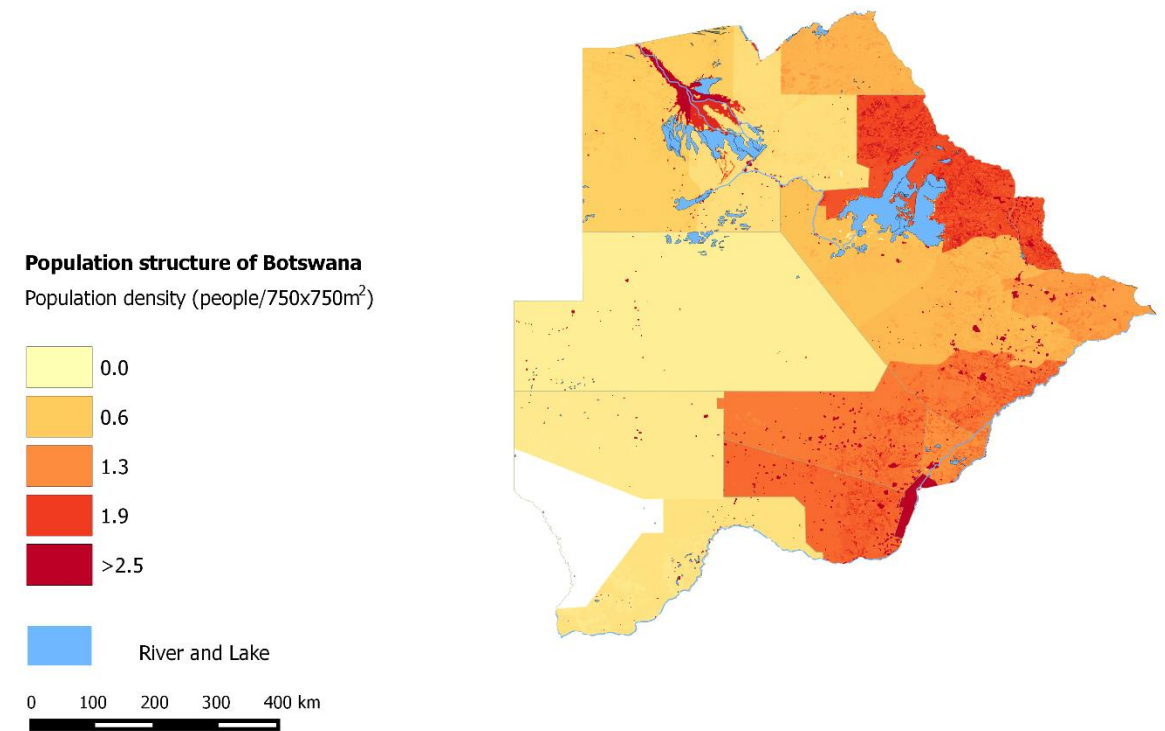 Population structure of Botswana
Population density (people/750x750m²)
0.0
0.6
1.3
1.9
>2.5
River and Lake
0 100 200 300 400 km